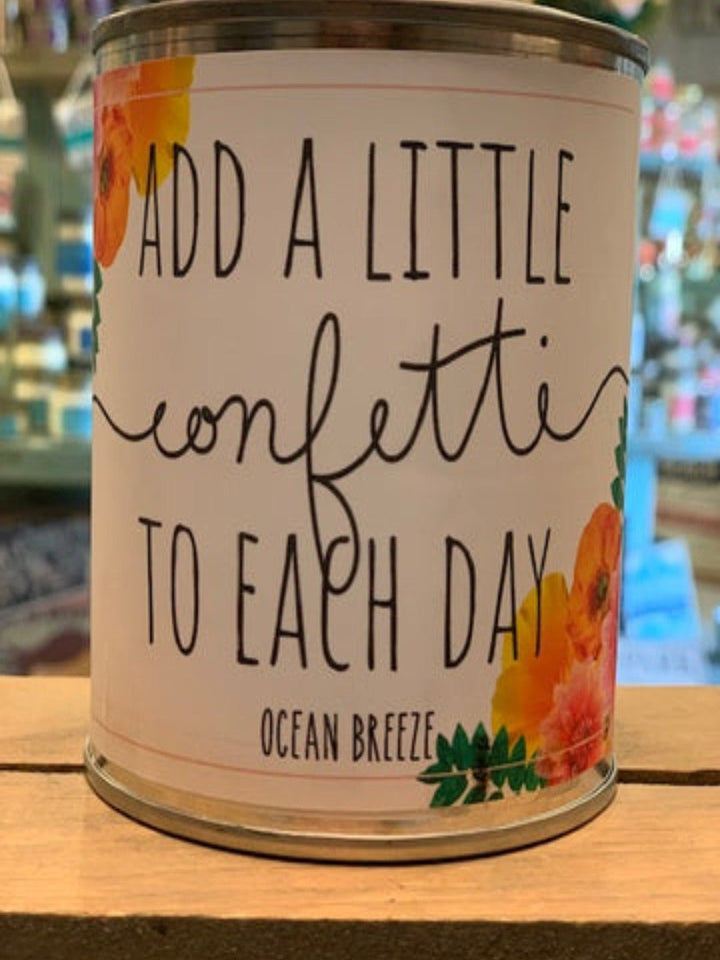 ADD A LITTLE
confetti
TO EACH DAY
OCEAN BREEZE